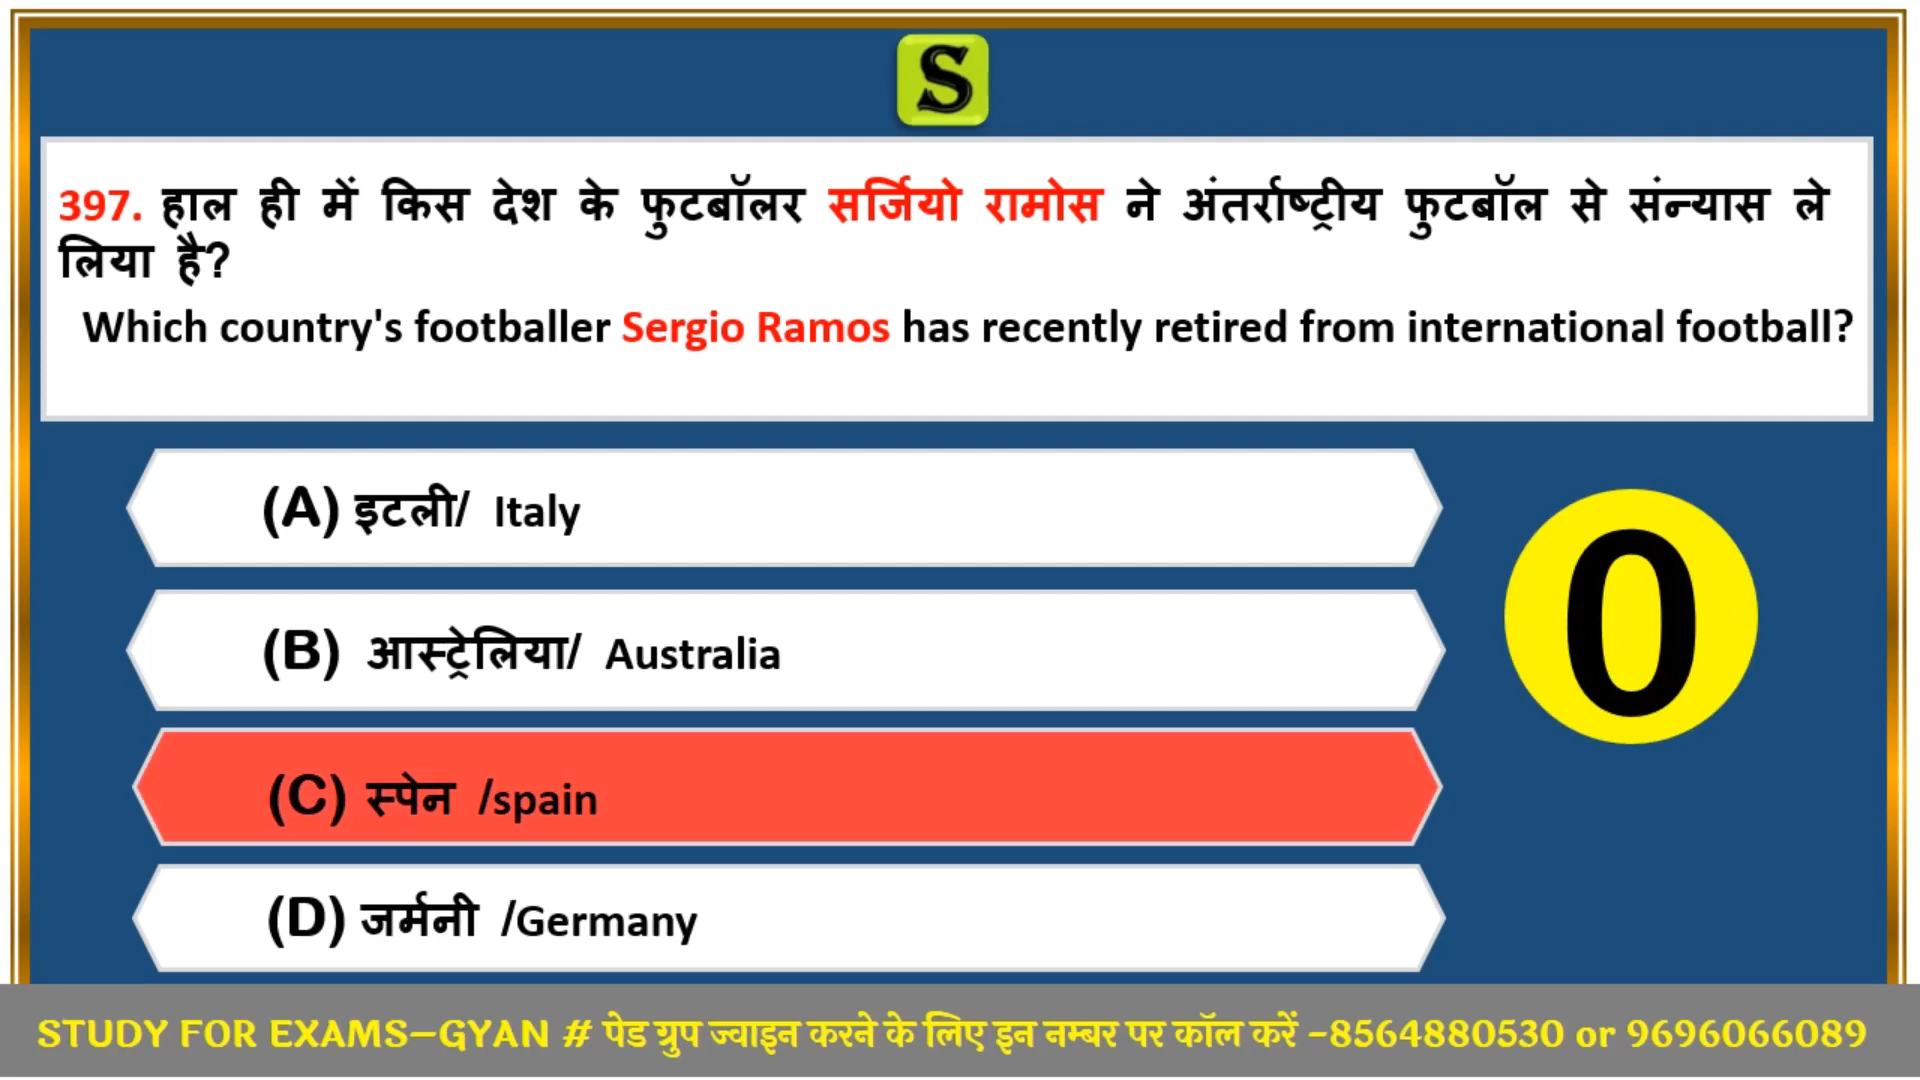 S
397. हाल ही में किस देश के फुटबॉलर सर्जियो रामोस ने अंतर्राष्ट्रीय फुटबॉल से संन्यास ले
लिया है?
Which country's footballer Sergio Ramos has recently retired from international football?
(A) इटली/ Italy
(B) आस्ट्रेलिया/ Australia
0
(C) स्पेन /spain
(D) जर्मनी /Germany
STUDY FOR EXAMS–GYAN # पेड ग्रुप ज्वाइन करने के लिए इन नम्बर पर कॉल करें -8564880530 or 9696066089